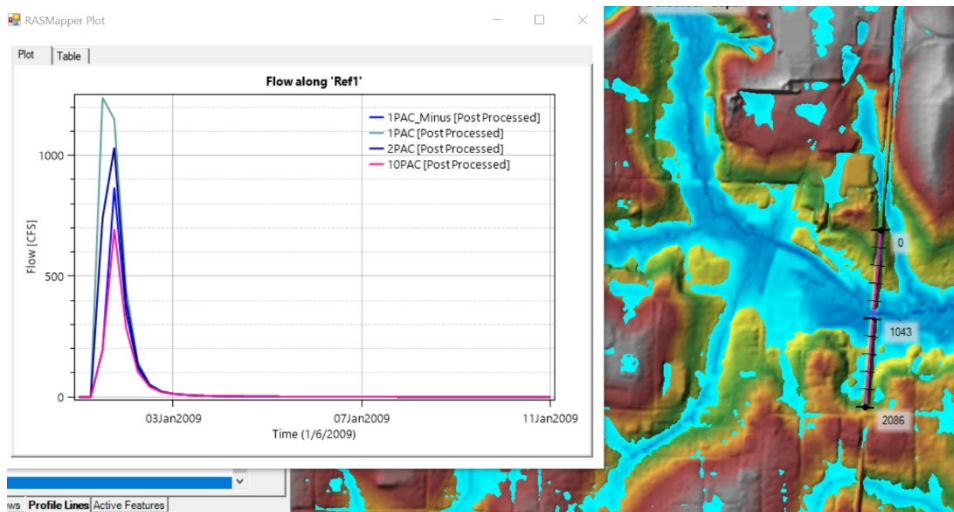 RASMapper Plot
Plot
Table
Flow along 'Ref1'
1PAC_Minus [Post Processed]
1PAC [Post Processed]
2PAC [Post Processed]
10PAC [Post Processed]
1000
500
0
Flow [CFS]
03Jan2009
07Jan2009
11Jan2009
Time (1/6/2009)
Profile Lines
Active Features
0
1043
2086